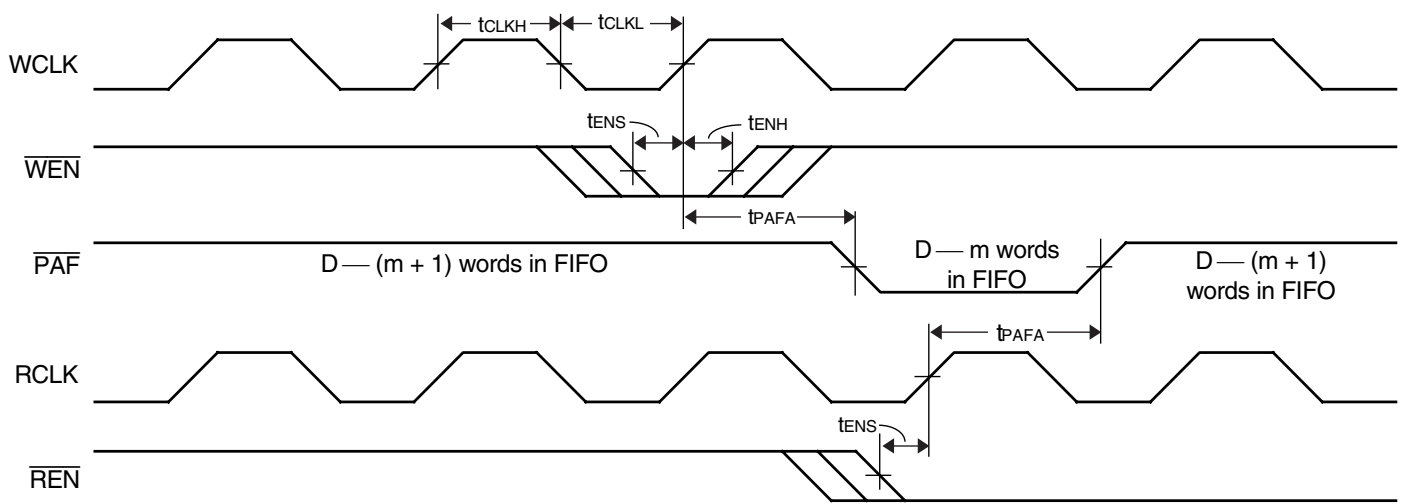 tCLKH
tCLKL
WCLK
tENS
tENH
WEN
tPAFA
PAF
D — (m + 1) words in FIFO
D — m words
in FIFO
D — (m + 1)
words in FIFO
tPAFA
RCLK
tENS
REN